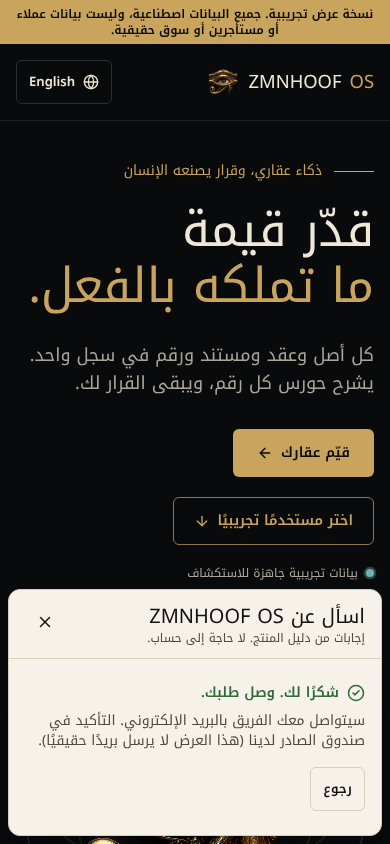 نسخة عرض تجريبية. جميع البيانات اصطناعية، وليست بيانات عملاء
أو مستأجرين أو سوق حقيقية.
ZMNHOOF OS
English
ذكاء عقاري، وقرار يصنعه الإنسان
قدّر قيمة
ما تملكه بالفعل.
كل أصل وعقد ومستند ورقم في سجل واحد.
يشرح حورس كل رقم، ويبقى القرار لك.
قيّم عقارك
اختر مستخدمًا تجريبيًا
بيانات تجريبية جاهزة للاستكشاف
اسأل عن ZMNHOOF OS
إجابات من دليل المنتج. لا حاجة إلى حساب.
شكرًا لك. وصل طلبك.
سيتواصل معك الفريق بالبريد الإلكتروني. التأكيد في
صندوق الصادر لدينا (هذا العرض لا يرسل بريدًا حقيقيًا).
رجوع